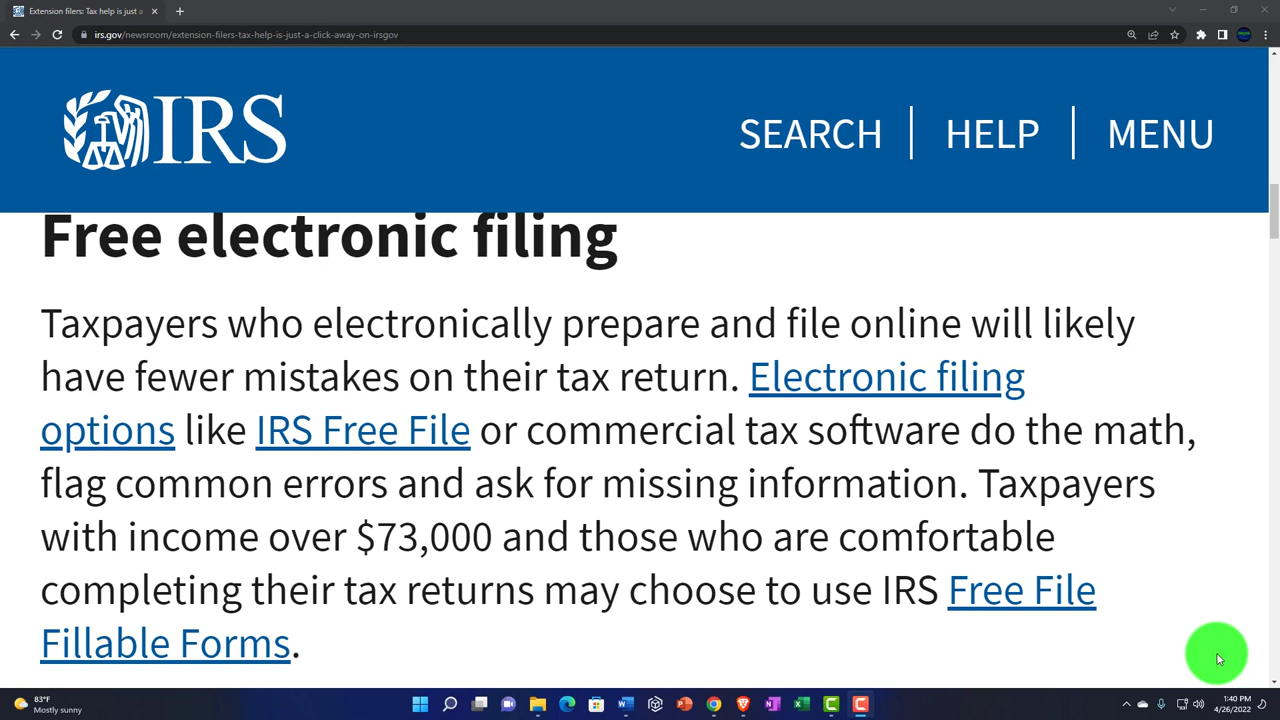 Extension filers: Tax help is just a
irs.gov/newsroom/extension-filers-tax-help-is-just-a-click-away-on-irsgov
IRS
SEARCH
HELP
MENU
Free electronic filing
Taxpayers who electronically prepare and file online will likely
have fewer mistakes on their tax return. Electronic filing
options like IRS Free File or commercial tax software do the math,
flag common errors and ask for missing information. Taxpayers
with income over $73,000 and those who are comfortable
completing their tax returns may choose to use IRS Free File
Fillable Forms.
83°F
Mostly sunny
1:40 PM
4/26/2022